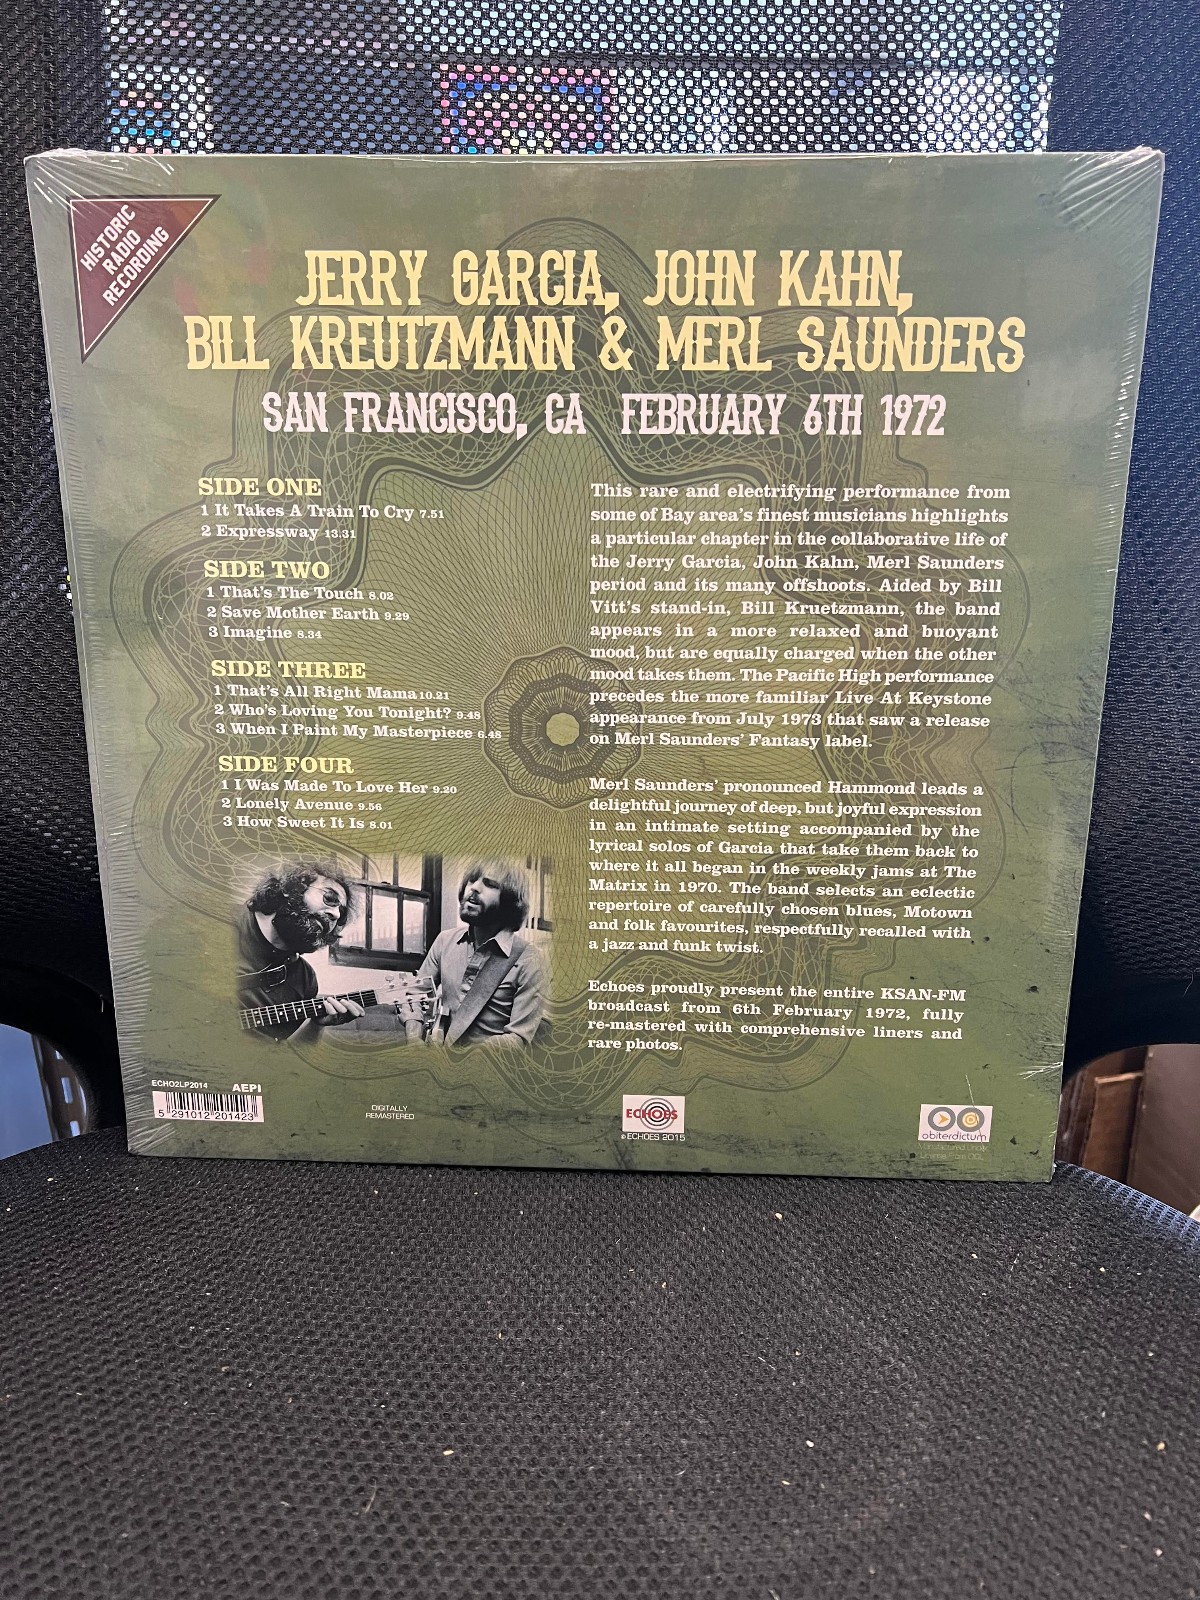 HISTORIC
RADIO
RECORDING
JERRY GARCIA, JOHN KAHN,
BILL KREUTZMANN & MERL SAUNDERS
SAN FRANCISCO, CA FEBRUARY 6TH 1972
SIDE ONE
1 It Takes A Train To Cry 7.51
2 Expressway 13.31
SIDE TWO
1 That's The Touch 8.02
2 Save Mother Earth 9.29
3 Imagine 8.34
SIDE THREE
1 That's All Right Mama 10.21
2 Who's Loving You Tonight? 9.48
3 When I Paint My Masterpiece 6.48
SIDE FOUR
1 I Was Made To Love Her 9.20
2 Lonely Avenue 9.56
3 How Sweet It Is 8.01
This rare and electrifying performance from
some of Bay area's finest musicians highlights
a particular chapter in the collaborative life of
the Jerry Garcia, John Kahn, Merl Saunders
period and its many offshoots. Aided by Bill
Vitt's stand-in, Bill Kruetzmann, the band
appears in a more relaxed and buoyant
mood, but are equally charged when the other
mood takes them. The Pacific High performance
precedes the more familiar Live At Keystone
appearance from July 1973 that saw a release
on Merl Saunders' Fantasy label.
Merl Saunders' pronounced Hammond leads a
delightful journey of deep, but joyful expression
in an intimate setting accompanied by the
lyrical solos of Garcia that take them back to
where it all began in the weekly jams at The
Matrix in 1970. The band selects an eclectic
repertoire of carefully chosen blues, Motown
and folk favourites, respectfully recalled with
a jazz and funk twist.
Echoes proudly present the entire KSAN-FM
broadcast from 6th February 1972, fully
re-mastered with comprehensive liners and
rare photos.
ECHO2LP2014 AEPI
5 291012 201423
DIGITALLY
REMASTERED
ECHOES
© ECHOES 2015
obiterdictum